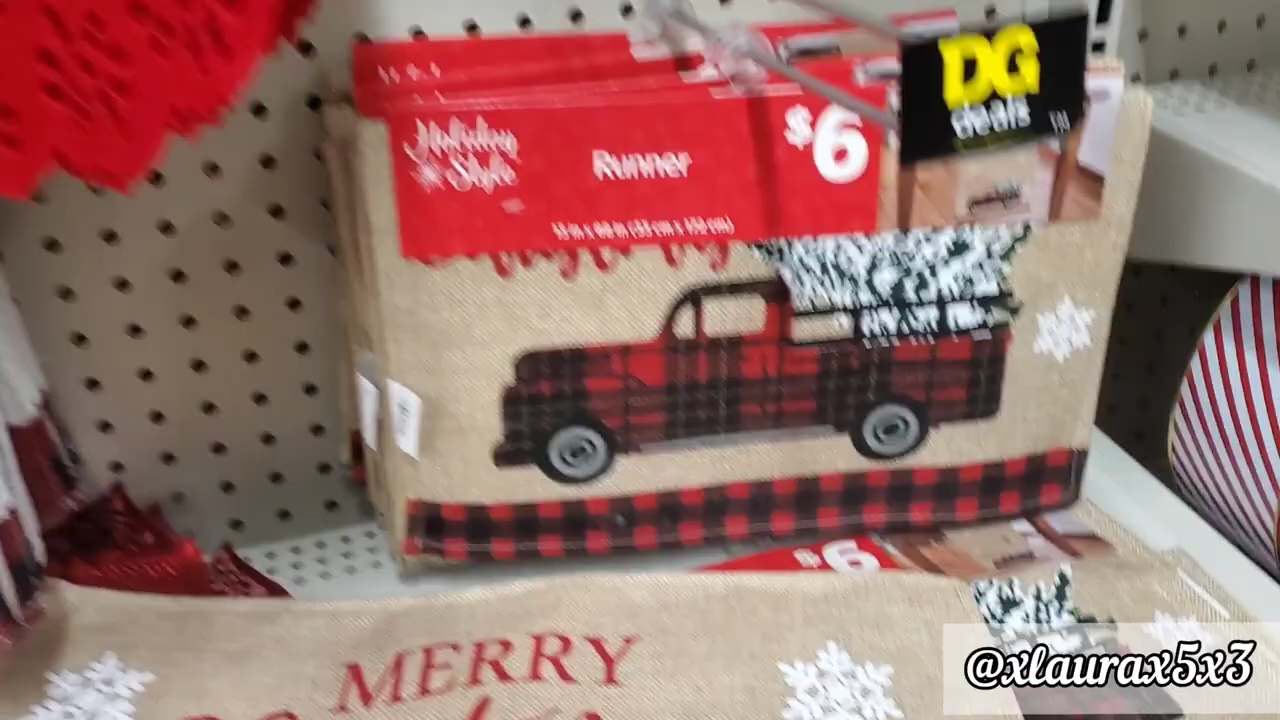 DG
deals
Holiday
Style
Runner
$6
$6
MERRY
@xlaurax5x3